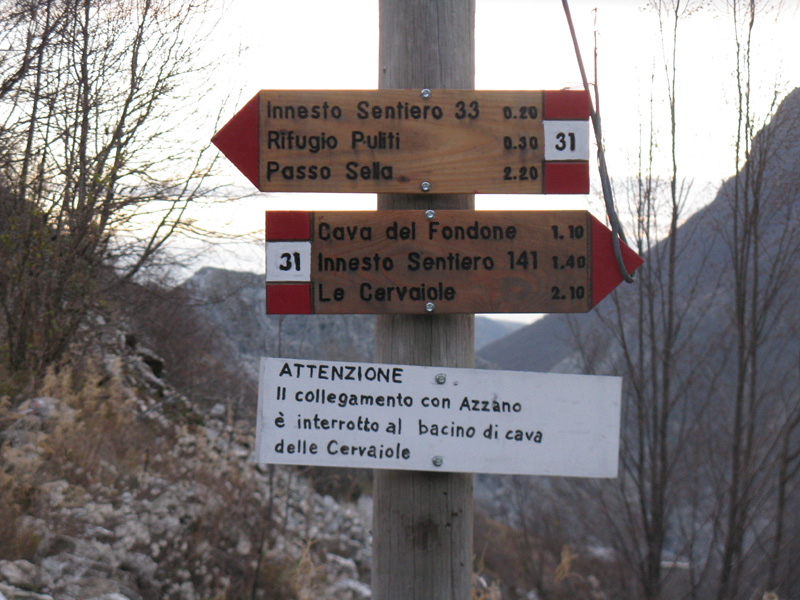 Innesto Sentiero 33 0.20
Rifugio Puliti 0.30
Passo Sella 2.20
31
Cava del Fondone 1.10
31 Innesto Sentiero 141 1.40
Le Cervaiole 2.10
ATTENZIONE
Il collegamento con Azzano
è interrotto al bacino di cava
delle Cervaiole